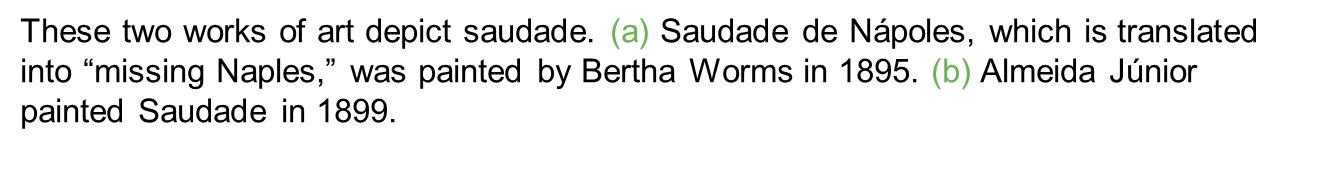 These two works of art depict saudade. (a) Saudade de Nápoles, which is translated
into “missing Naples,” was painted by Bertha Worms in 1895. (b) Almeida Júnior
painted Saudade in 1899.